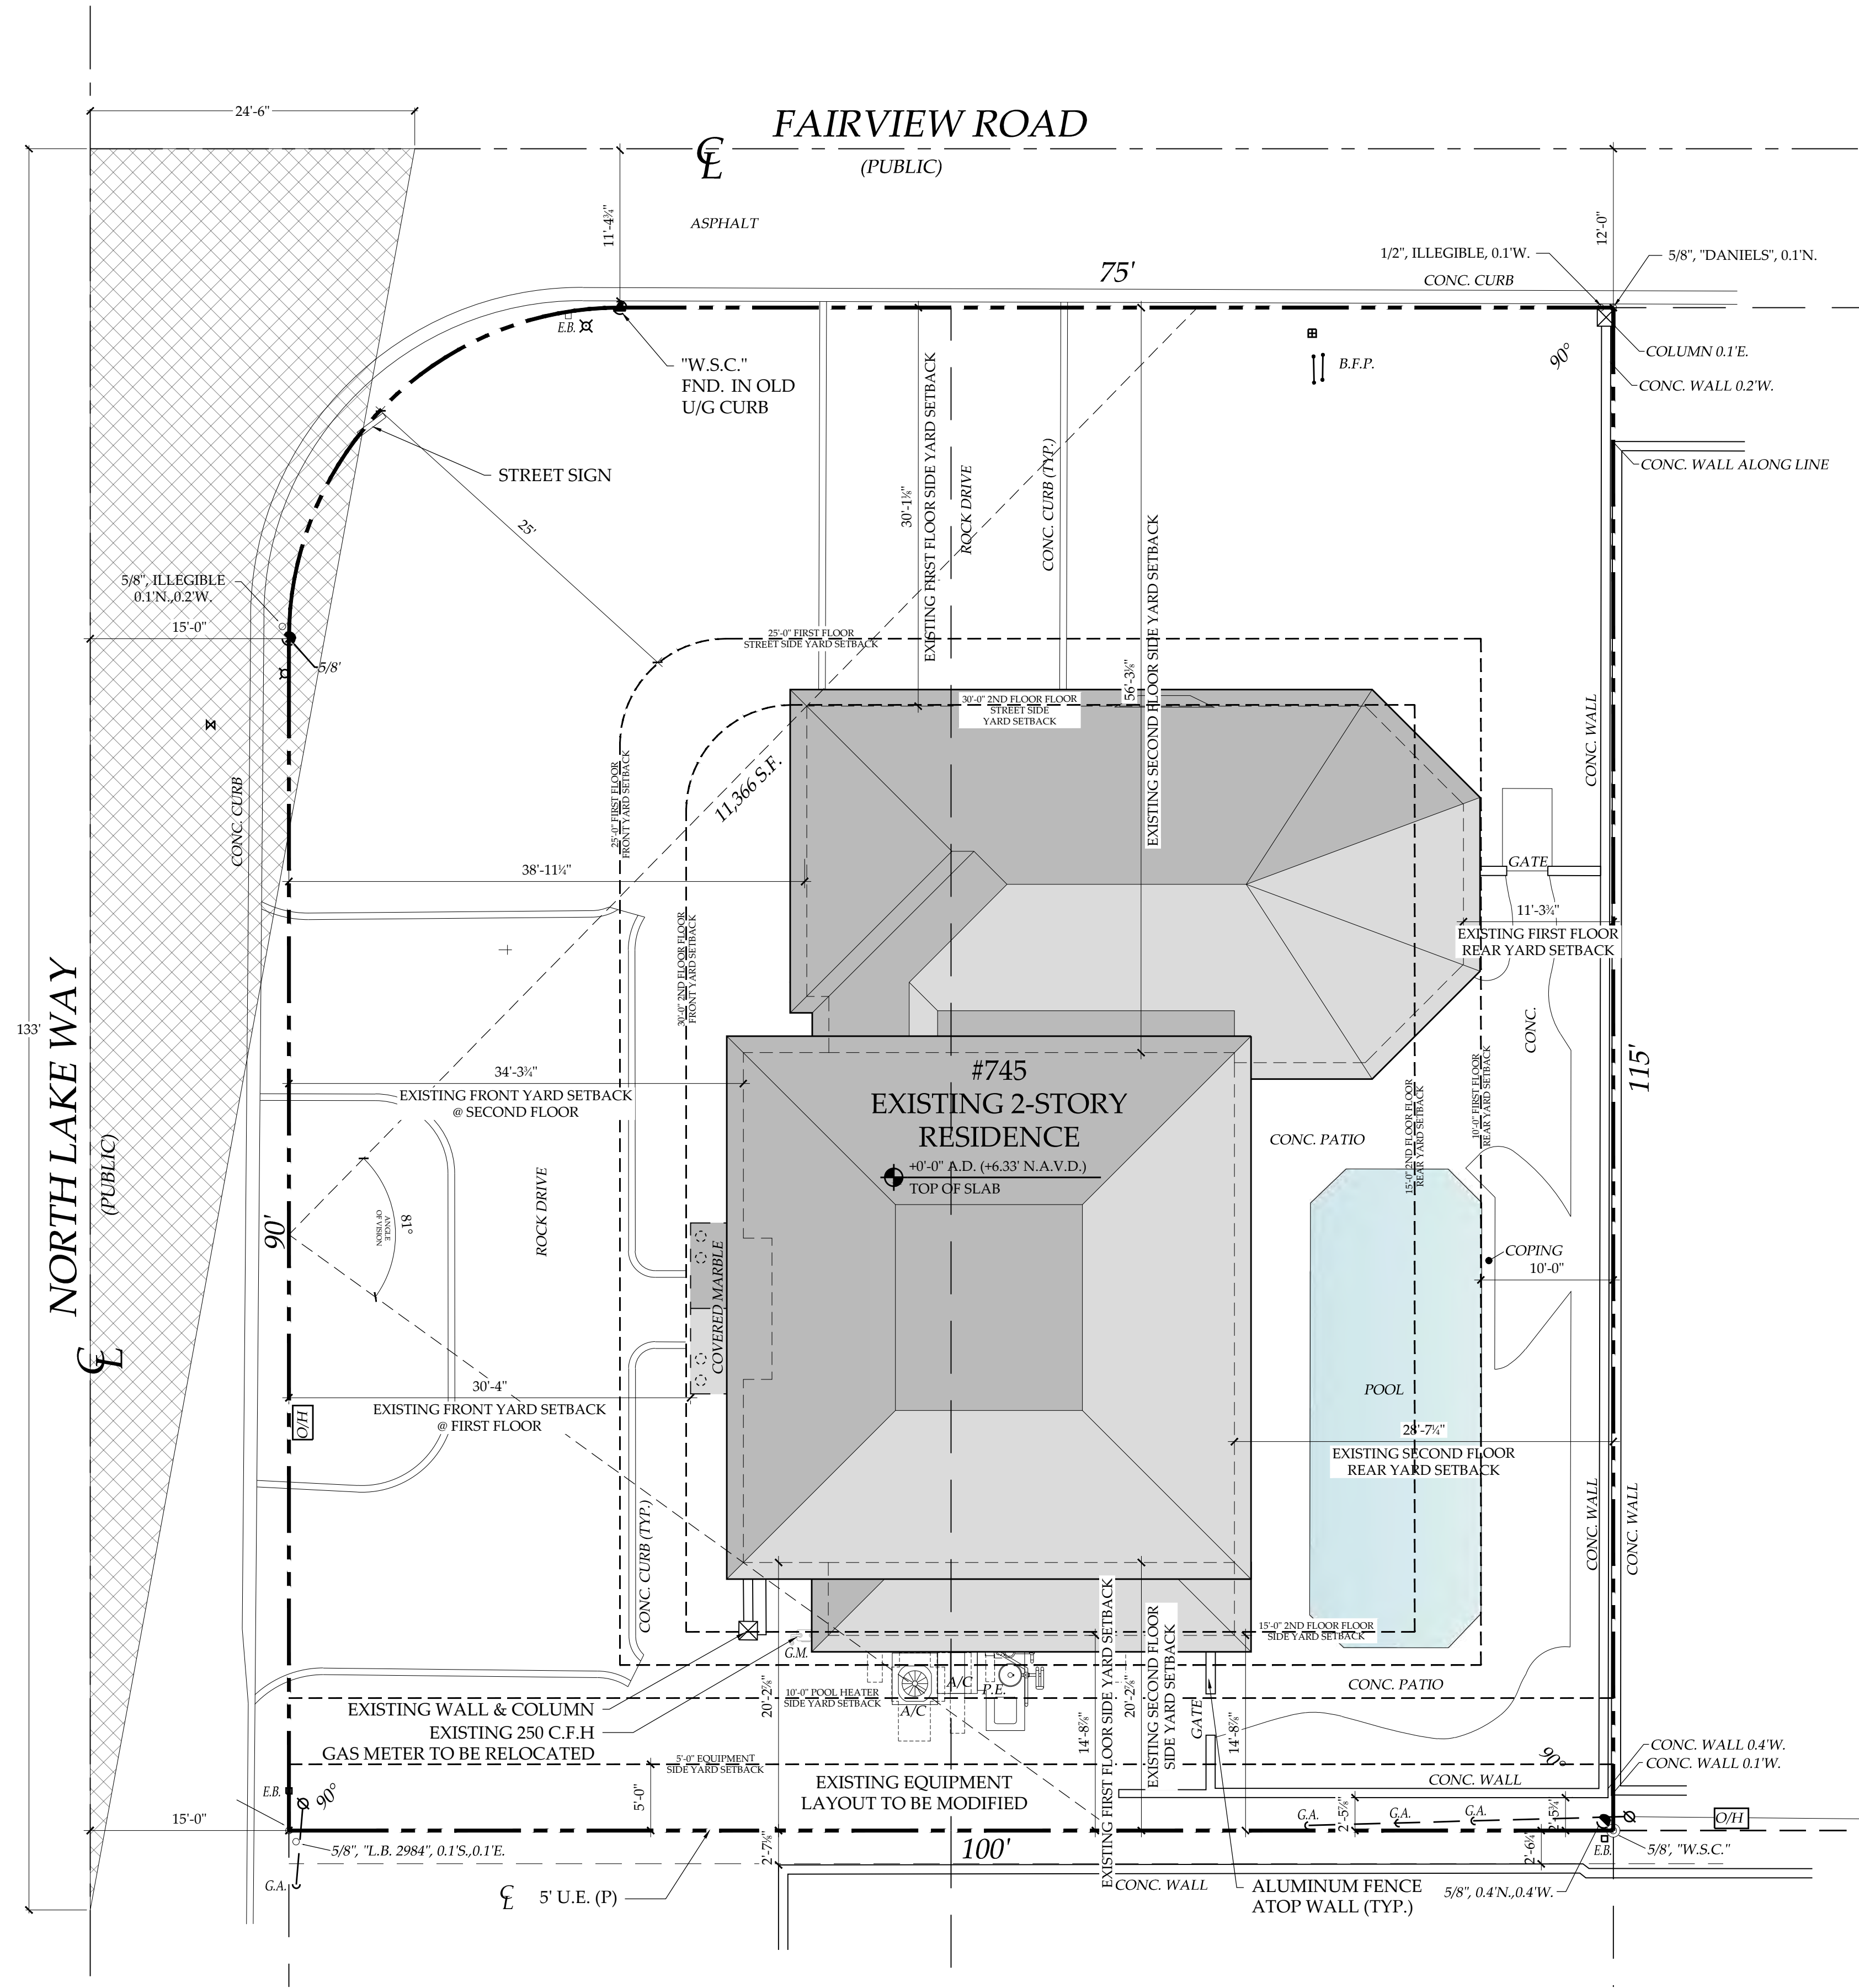 24'-6"
FAIRVIEW ROAD
℄
(PUBLIC)
ASPHALT
11'-4¾"
12'-0"
75'
1/2", ILLEGIBLE, 0.1'W.
5/8", "DANIELS", 0.1'N.
CONC. CURB
E.B.
"W.S.C."
FND. IN OLD
U/G CURB
B.F.P.
90°
COLUMN 0.1'E.
CONC. WALL 0.2'W.
CONC. WALL ALONG LINE
STREET SIGN
25'
30'-1⅛"
EXISTING FIRST FLOOR SIDE YARD SETBACK
ROCK DRIVE
CONC. CURB (TYP.)
56'-3⅜"
EXISTING SECOND FLOOR SIDE YARD SETBACK
5/8", ILLEGIBLE
0.1'N.,0.2'W.
15'-0"
5/8'
25'-0" FIRST FLOOR
STREET SIDE YARD SETBACK
30'-0" 2ND FLOOR FLOOR
STREET SIDE
YARD SETBACK
25'-0" FIRST FLOOR
FRONT YARD SETBACK
11,366 S.F.
CONC. CURB
CONC. WALL
38'-11¼"
GATE
11'-3¾"
EXISTING FIRST FLOOR
REAR YARD SETBACK
30'-0" 2ND FLOOR FLOOR
FRONT YARD SETBACK
CONC.
133'
NORTH LAKE WAY
(PUBLIC)
℄
34'-3¾"
EXISTING FRONT YARD SETBACK
@ SECOND FLOOR
#745
EXISTING 2-STORY
RESIDENCE
+0'-0" A.D. (+6.33' N.A.V.D.)
TOP OF SLAB
CONC. PATIO
15'-0" 2ND FLOOR FLOOR
REAR YARD SETBACK
10'-0" FIRST FLOOR
REAR YARD SETBACK
115'
90'
81°
ANGLE
OF VISION
ROCK DRIVE
COVERED MARBLE
COPING
10'-0"
POOL
30'-4"
EXISTING FRONT YARD SETBACK
@ FIRST FLOOR
O/H
28'-7¼"
EXISTING SECOND FLOOR
REAR YARD SETBACK
CONC. WALL
CONC. WALL
CONC. CURB (TYP.)
G.M.
15'-0" 2ND FLOOR FLOOR
SIDE YARD SETBACK
EXISTING WALL & COLUMN
EXISTING 250 C.F.H
GAS METER TO BE RELOCATED
20'-2⅛"
10'-0" POOL HEATER
SIDE YARD SETBACK
A/C
A/C
P.E.
14'-8⅞"
EXISTING FIRST FLOOR SIDE YARD SETBACK
20'-2⅛"
EXISTING SECOND FLOOR
SIDE YARD SETBACK
GATE
14'-8⅞"
CONC. PATIO
5'-0" EQUIPMENT
SIDE YARD SETBACK
5'-0"
EXISTING EQUIPMENT
LAYOUT TO BE MODIFIED
CONC. WALL
90°
CONC. WALL 0.4'W.
CONC. WALL 0.1'W.
E.B.
90°
15'-0"
G.A.
G.A.
G.A.
2'-5⅞"
2'-5¾"
O/H
5/8", "L.B. 2984", 0.1'S.,0.1'E.
2'-7⅛"
100'
2'-6¼"
E.B.
5/8', "W.S.C."
G.A.
℄
5' U.E. (P)
CONC. WALL
ALUMINUM FENCE
ATOP WALL (TYP.)
5/8", 0.4'N.,0.4'W.